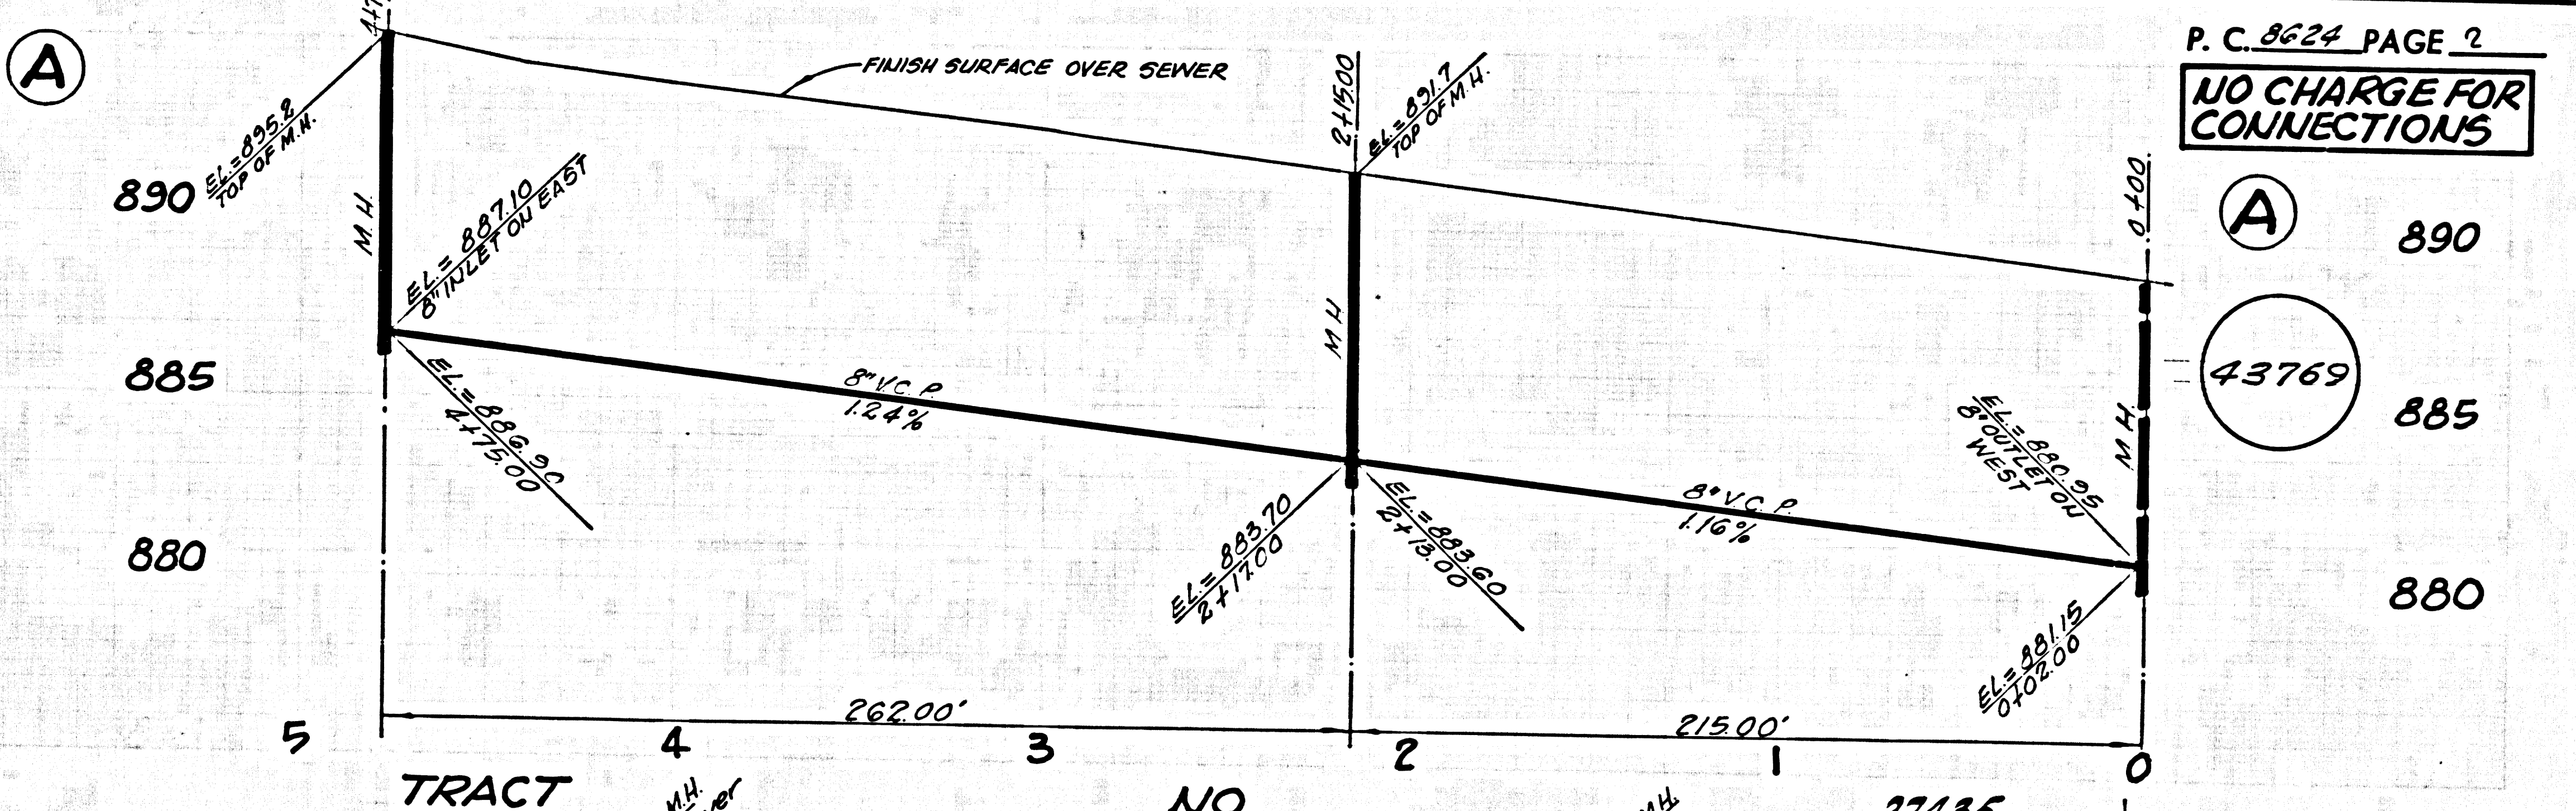 A
P. C. 8624 PAGE 2
NO CHARGE FOR
CONNECTIONS
FINISH SURFACE OVER SEWER
2+15.00
EL.=891.7
TOP OF M.H.
0+00
EL.=895.2
TOP OF M.H.
890
M.H.
EL.= 887.10
8" INLET ON EAST
A
890
M H
43769
885
EL.=886.90
4+75.00
8" V.C.P.
1.24%
EL.=880.95
8" OUTLET ON
WEST
M H.
885
880
EL.=883.70
2+17.00
EL.=883.60
2+13.00
8" V.C.P.
1.16%
880
EL.=881.15
0+02.00
262.00'
215.00'
5
4
3
2
1
0
TRACT
M.H.
NO
M.H.